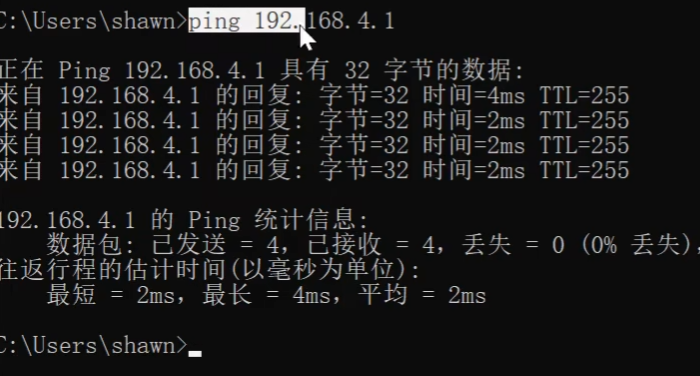 C:\Users\shawn>ping 192.168.4.1
正在 Ping 192.168.4.1 具有 32 字节的数据:
来自 192.168.4.1 的回复: 字节=32 时间=4ms TTL=255
来自 192.168.4.1 的回复: 字节=32 时间=2ms TTL=255
来自 192.168.4.1 的回复: 字节=32 时间=2ms TTL=255
来自 192.168.4.1 的回复: 字节=32 时间=2ms TTL=255
192.168.4.1 的 Ping 统计信息:
数据包: 已发送 = 4，已接收 = 4，丢失 = 0 (0% 丢失)，
往返行程的估计时间(以毫秒为单位):
最短 = 2ms，最长 = 4ms，平均 = 2ms
C:\Users\shawn>